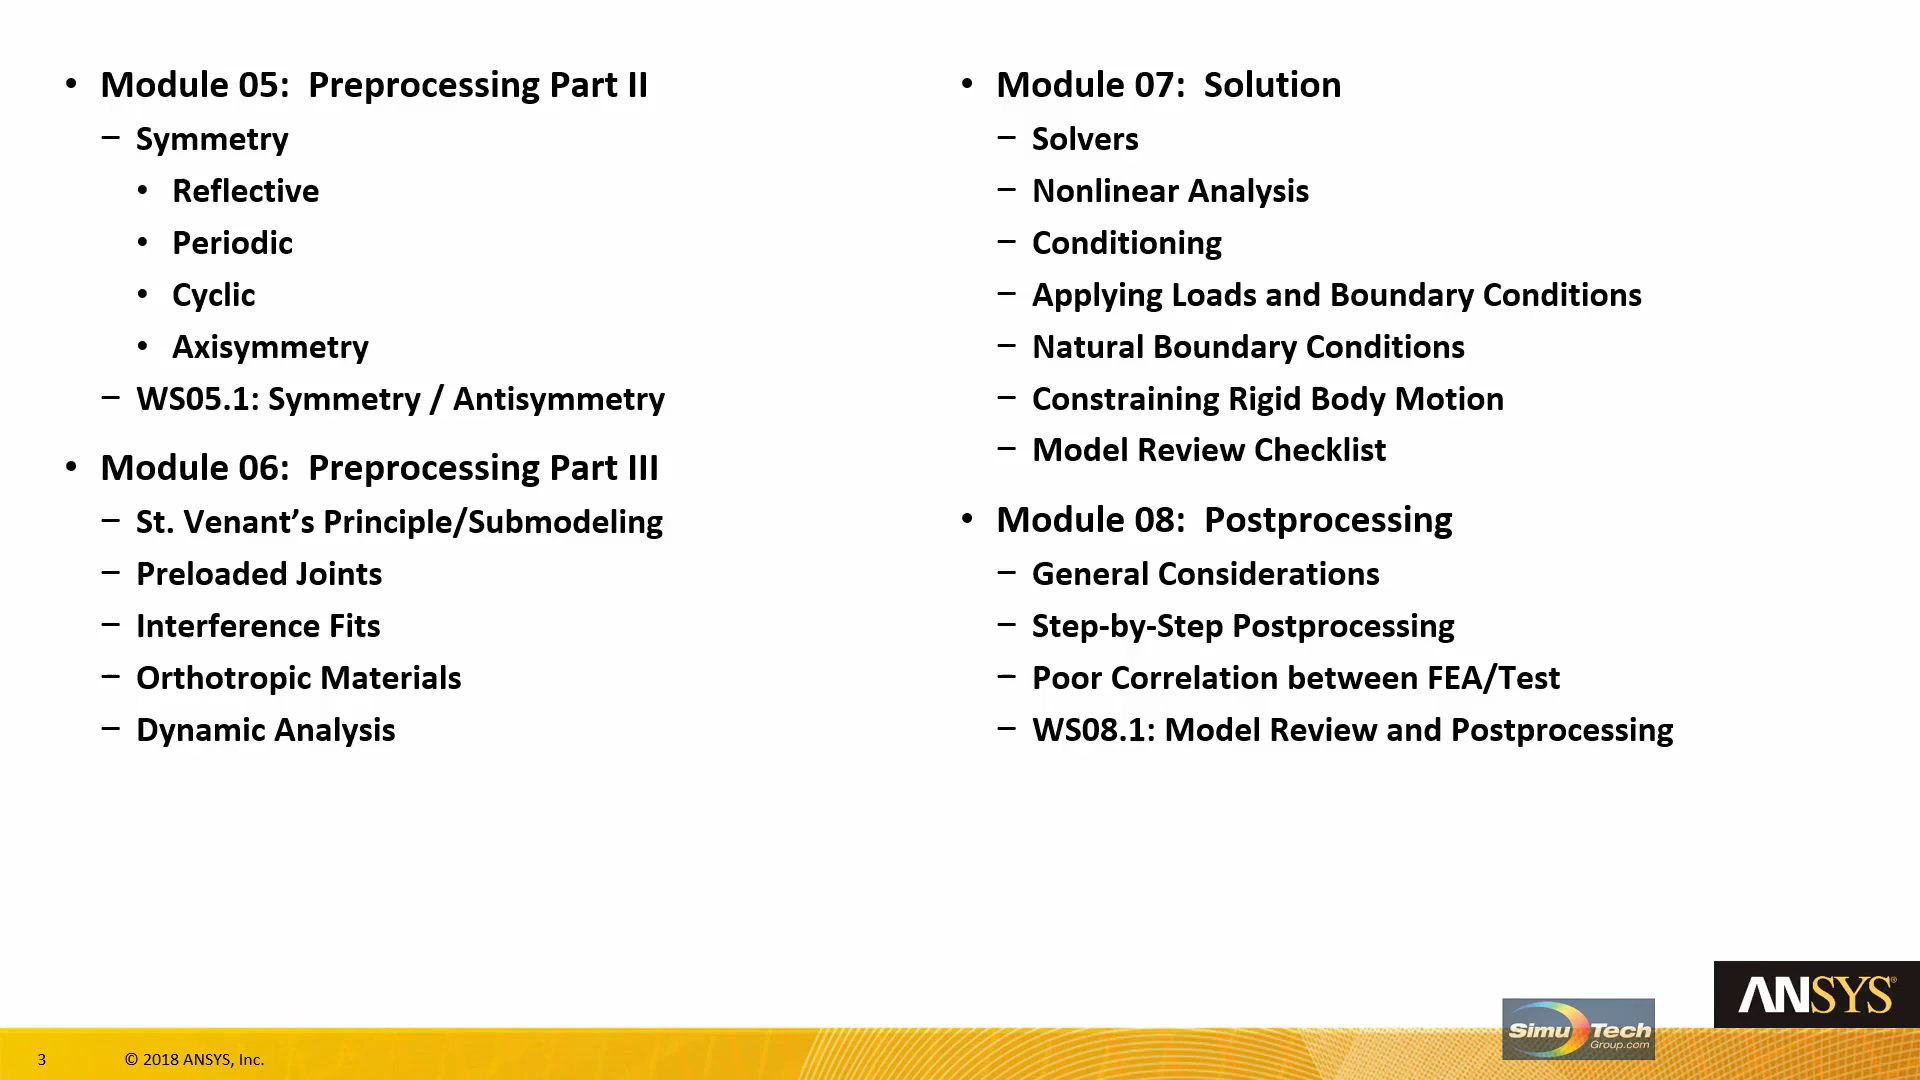 • Module 05:  Preprocessing Part II
– Symmetry
• Reflective
• Periodic
• Cyclic
• Axisymmetry
– WS05.1: Symmetry / Antisymmetry
• Module 06:  Preprocessing Part III
– St. Venant’s Principle/Submodeling
– Preloaded Joints
– Interference Fits
– Orthotropic Materials
– Dynamic Analysis
• Module 07:  Solution
– Solvers
– Nonlinear Analysis
– Conditioning
– Applying Loads and Boundary Conditions
– Natural Boundary Conditions
– Constraining Rigid Body Motion
– Model Review Checklist
• Module 08:  Postprocessing
– General Considerations
– Step-by-Step Postprocessing
– Poor Correlation between FEA/Test
– WS08.1: Model Review and Postprocessing
ANSYS®
SimuTech
Group.com
3 © 2018 ANSYS, Inc.